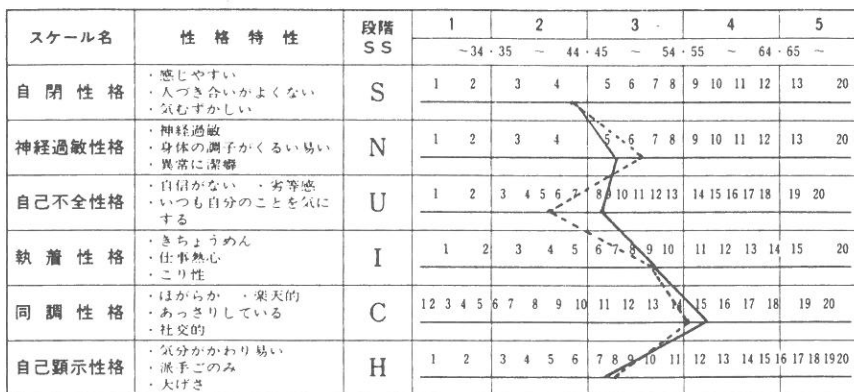 スケール名 性格特性 段階 SS 1 2 3 4 5
~34・35 ~ 44・45 ~ 54・55 ~ 64・65 ~
自閉性格
・感じやすい
・人づき合いがよくない
・気むずかしい
S
1 2 3 4 5 6 7 8 9 10 11 12 13 20
神経過敏性格
・神経過敏
・身体の調子がくるい易い
・異常に潔癖
N
1 2 3 4 5 6 7 8 9 10 11 12 13 20
自己不全性格
・自信がない ・劣等感
・いつも自分のことを気に
する
U
1 2 3 4 5 6 7 8 9 10 11 12 13 14 15 16 17 18 19 20
執着性格
・きちょうめん
・仕事熱心
・こり性
I
1 2 3 4 5 6 7 8 9 10 11 12 13 14 15 20
同調性格
・ほがらか ・楽天的
・あっさりしている
・社交的
C
1 2 3 4 5 6 7 8 9 10 11 12 13 14 15 16 17 18 19 20
自己顕示性格
・気分がかわり易い
・派手ごのみ
・大げさ
H
1 2 3 4 5 6 7 8 9 10 11 12 13 14 15 16 17 18 19 20